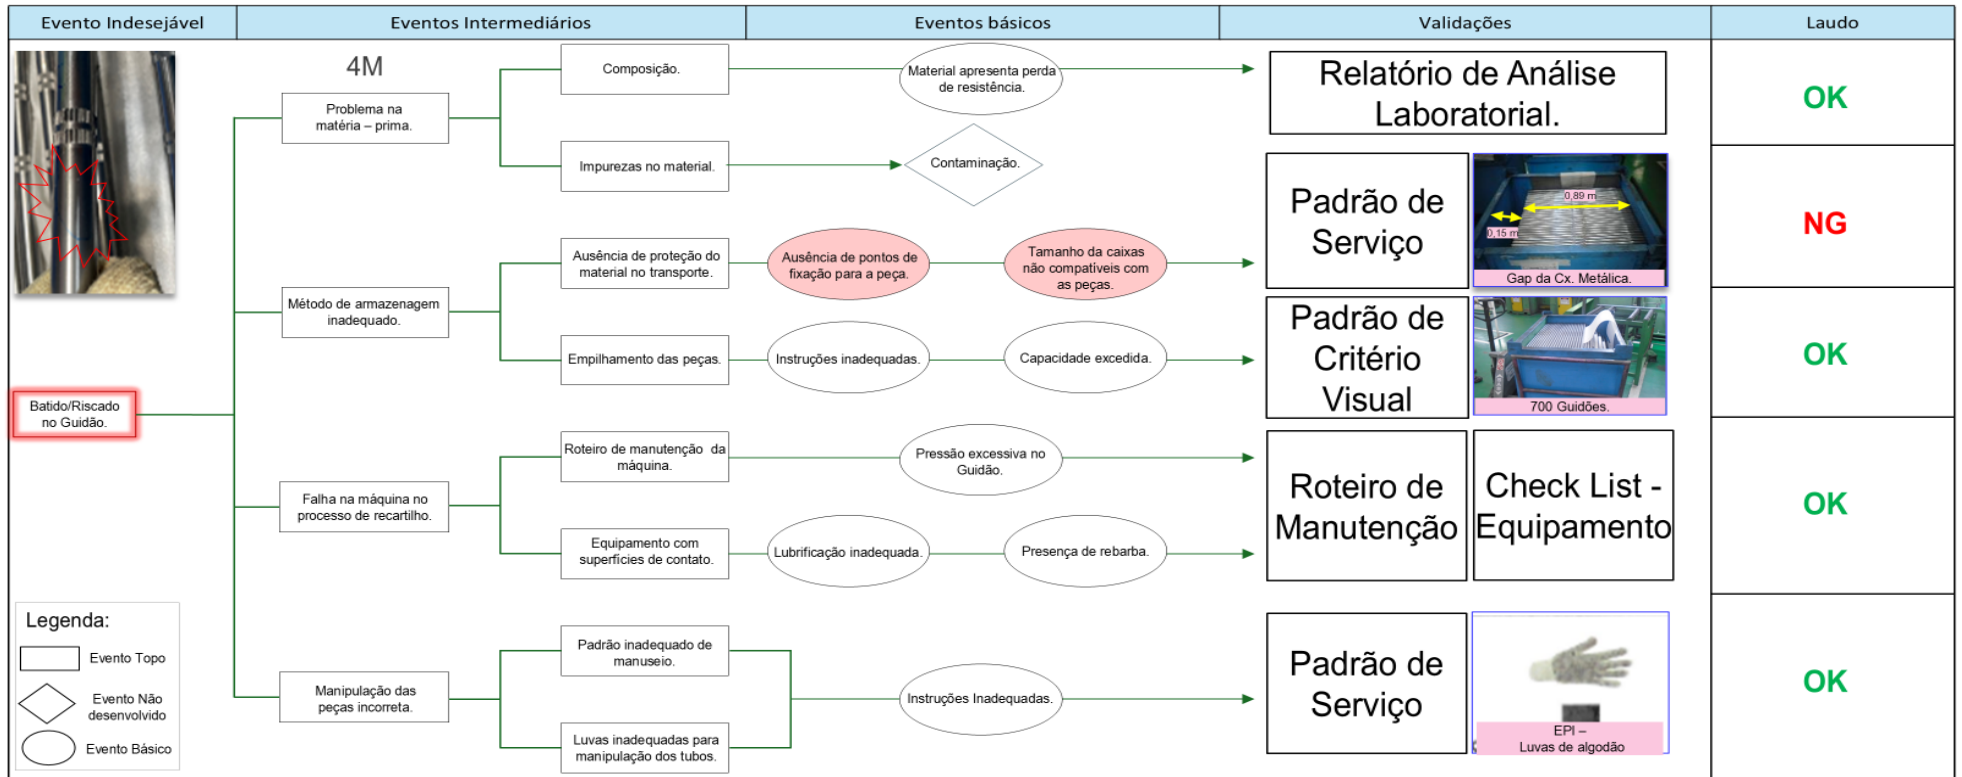 Evento Indesejável
Eventos Intermediários
Eventos básicos
Validações
Laudo
4M
Problema na
matéria – prima.
Composição.
Material apresenta perda
de resistência.
Relatório de Análise
Laboratorial.
OK
Impurezas no material.
Contaminação.
Método de armazenagem
inadequado.
Ausência de proteção do
material no transporte.
Ausência de pontos de
fixação para a peça.
Tamanho da caixas
não compatíveis com
as peças.
Padrão de
Serviço
0,89 m
0,15 m
Gap da Cx. Metálica.
NG
Empilhamento das peças.
Instruções inadequadas.
Capacidade excedida.
Padrão de
Critério
Visual
700 Guidões.
OK
Batido/Riscado
no Guidão.
Falha na máquina no
processo de recartilho.
Roteiro de manutenção da
máquina.
Pressão excessiva no
Guidão.
Equipamento com
superfícies de contato.
Lubrificação inadequada.
Presença de rebarba.
Roteiro de
Manutenção
Check List -
Equipamento
OK
Manipulação das
peças incorreta.
Padrão inadequado de
manuseio.
Luvas inadequadas para
manipulação dos tubos.
Instruções Inadequadas.
Padrão de
Serviço
EPI –
Luvas de algodão
OK
Legenda:
Evento Topo
Evento Não
desenvolvido
Evento Básico